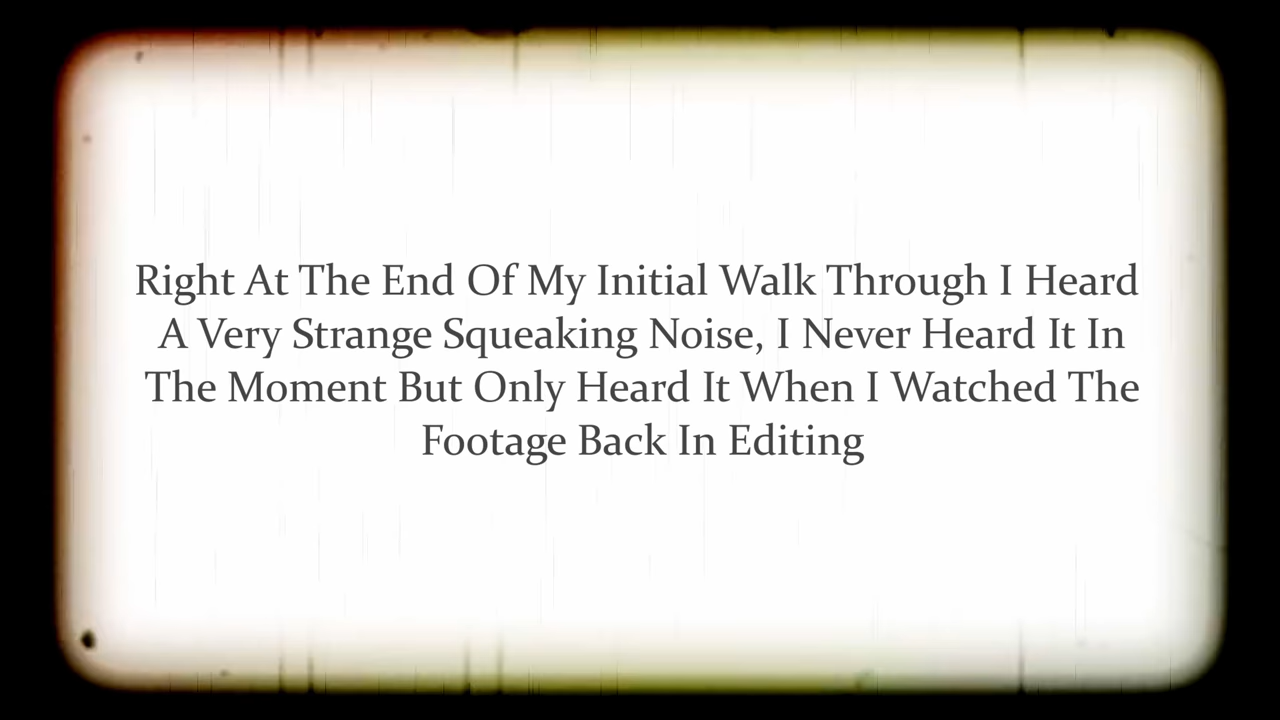 Right At The End Of My Initial Walk Through I Heard
A Very Strange Squeaking Noise, I Never Heard It In
The Moment But Only Heard It When I Watched The
Footage Back In Editing